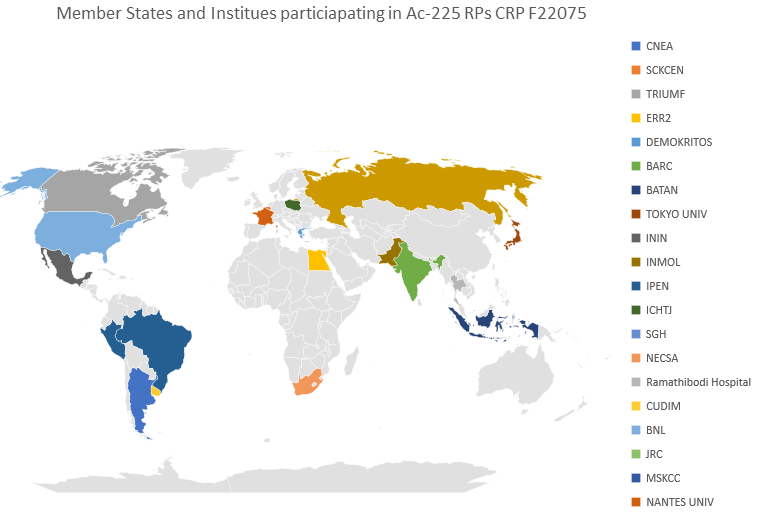 Member States and Institues particiapating in Ac-225 RPs CRP F22075
CNEA
SCKCEN
TRIUMF
ERR2
DEMOKRITOS
BARC
BATAN
TOKYO UNIV
ININ
INMOL
IPEN
ICHTJ
SGH
NECSA
Ramathibodi Hospital
CUDIM
BNL
JRC
MSKCC
NANTES UNIV